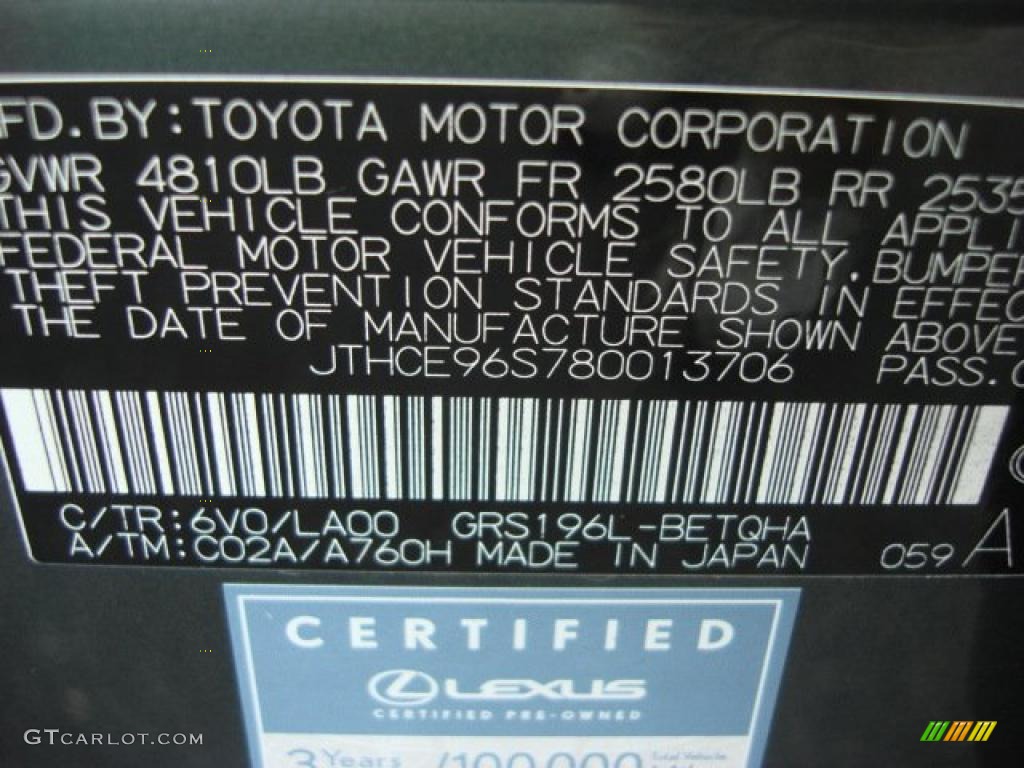 MFD.BY:TOYOTA MOTOR CORPORATION
GVWR 4810LB GAWR FR 2580LB RR 2535
THIS VEHICLE CONFORMS TO ALL APPLI
FEDERAL MOTOR VEHICLE SAFETY,BUMPER
THEFT PREVENTION STANDARDS IN EFFEC
THE DATE OF MANUFACTURE SHOWN ABOVE
JTHCE96S780013706 PASS.C
C/TR:6V0/LA00 GRS196L-BETQHA
A/TM:C02A/A760H MADE IN JAPAN 059 A
CERTIFIED
LEXUS
CERTIFIED PRE-OWNED
3 Years /100,000 Total Vehicle
GTCARLOT.COM